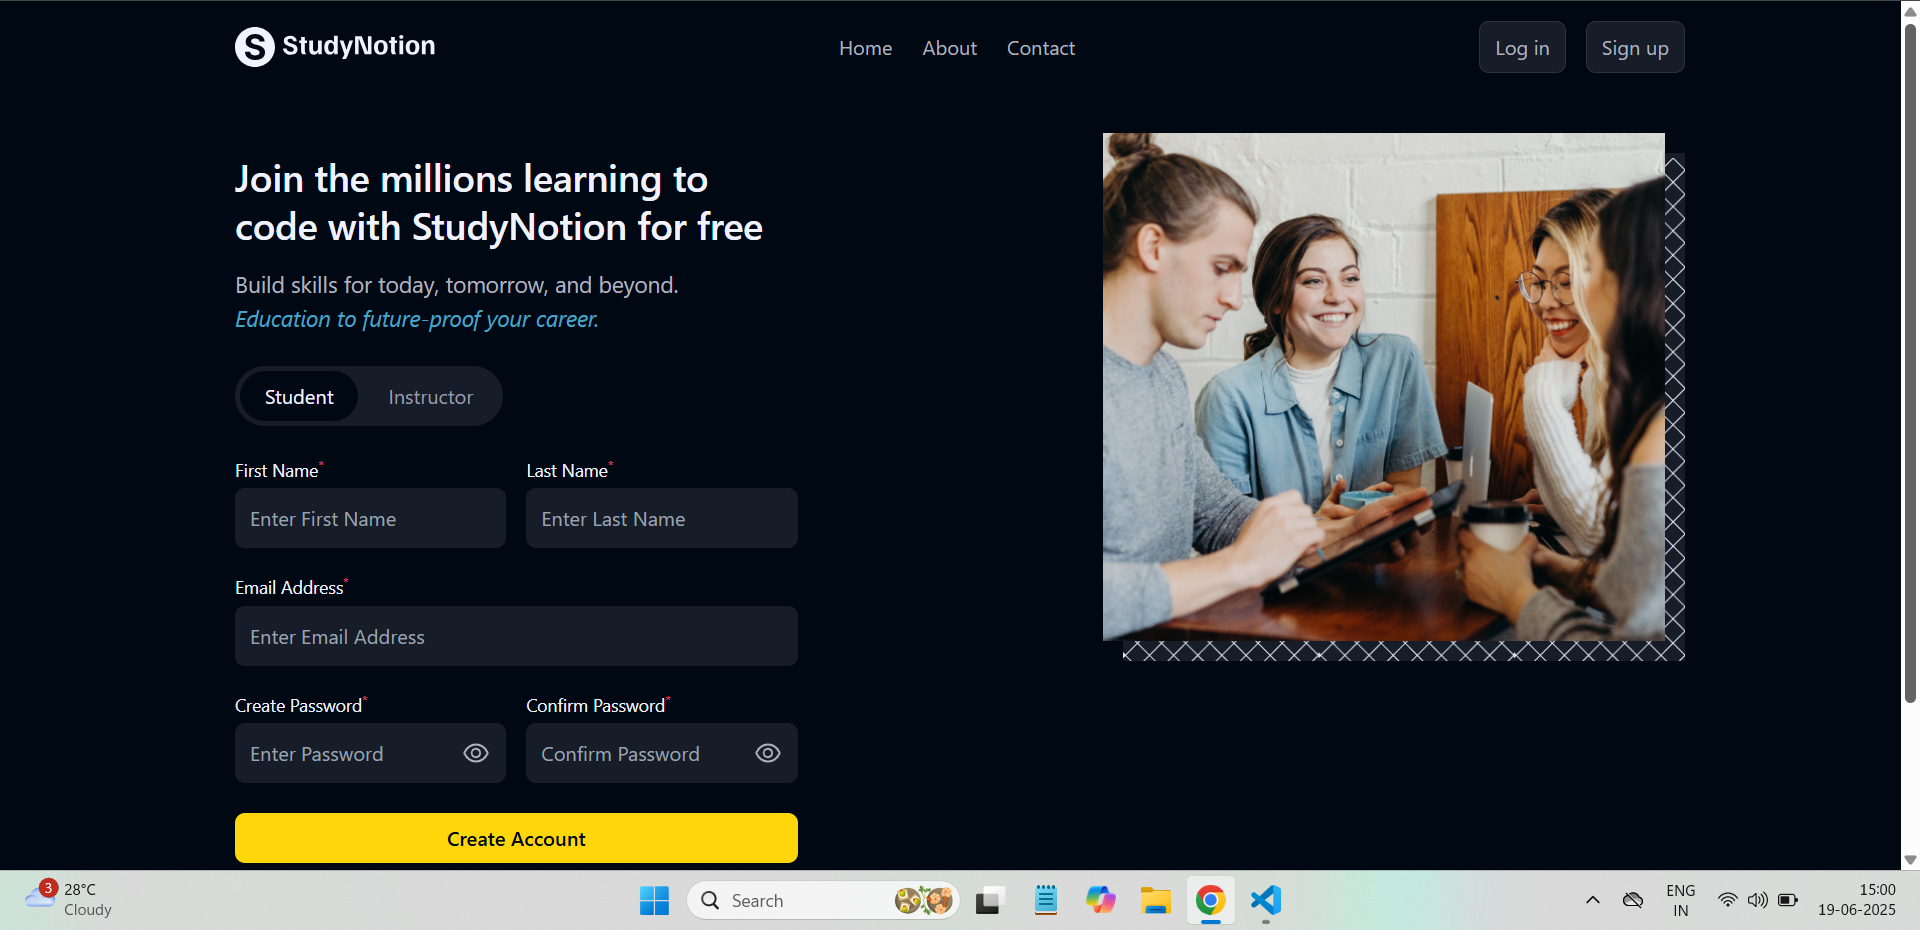 StudyNotion
Home About Contact
Log in Sign up
Join the millions learning to
code with StudyNotion for free
Build skills for today, tomorrow, and beyond.
Education to future-proof your career.
Student Instructor
First Name* Last Name*
Enter First Name Enter Last Name
Email Address*
Enter Email Address
Create Password* Confirm Password*
Enter Password Confirm Password
Create Account
3 28°C
Cloudy
Search
ENG
IN
15:00
19-06-2025